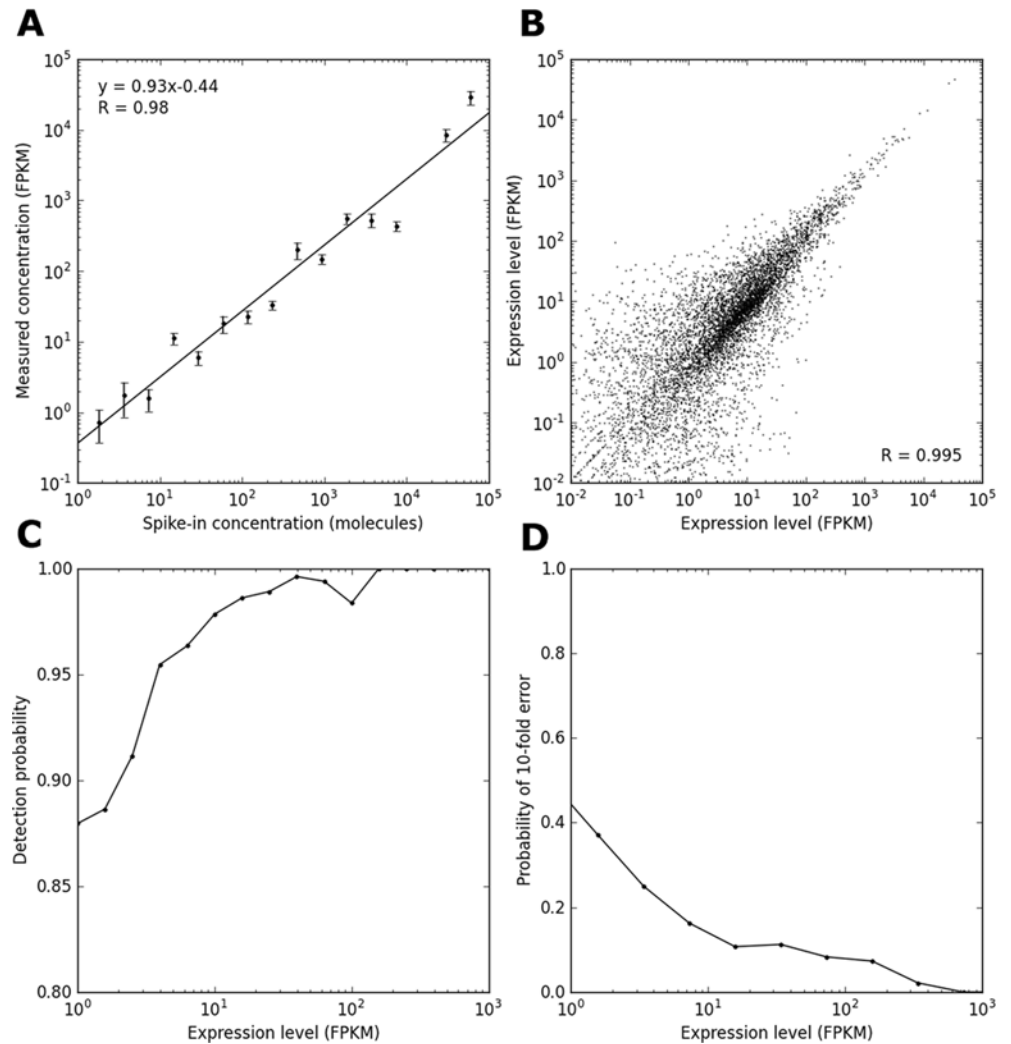 A
B
y = 0.93x-0.44
R = 0.98
10^5
10^4
10^3
10^2
10^1
10^0
10^-1
Measured concentration (FPKM)
10^0 10^1 10^2 10^3 10^4 10^5
Spike-in concentration (molecules)
10^5
10^4
10^3
10^2
10^1
10^0
10^-1
10^-2
Expression level (FPKM)
R = 0.995
10^-2 10^-1 10^0 10^1 10^2 10^3 10^4 10^5
Expression level (FPKM)
C
D
1.00
0.95
0.90
0.85
0.80
Detection probability
10^0 10^1 10^2 10^3
Expression level (FPKM)
1.0
0.8
0.6
0.4
0.2
0.0
Probability of 10-fold error
10^0 10^1 10^2 10^3
Expression level (FPKM)